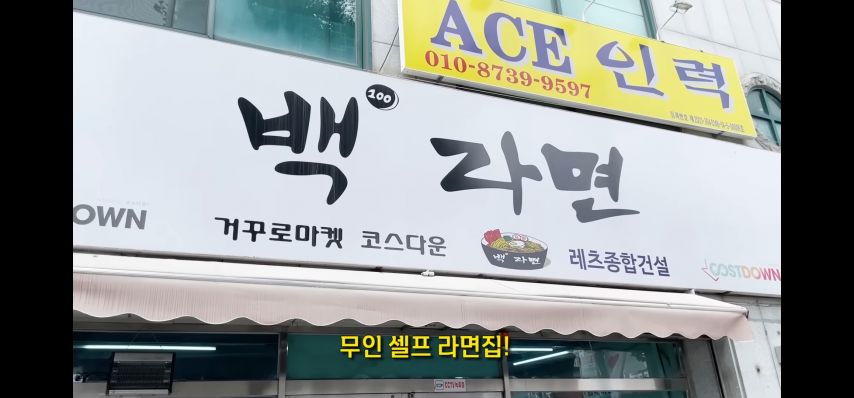 ACE 인력
010-8739-9597
백 100 라면
OWN
거꾸로마켓 코스다운
백 라면
레츠종합건설
COSTDOWN
무인 셀프 라면집!